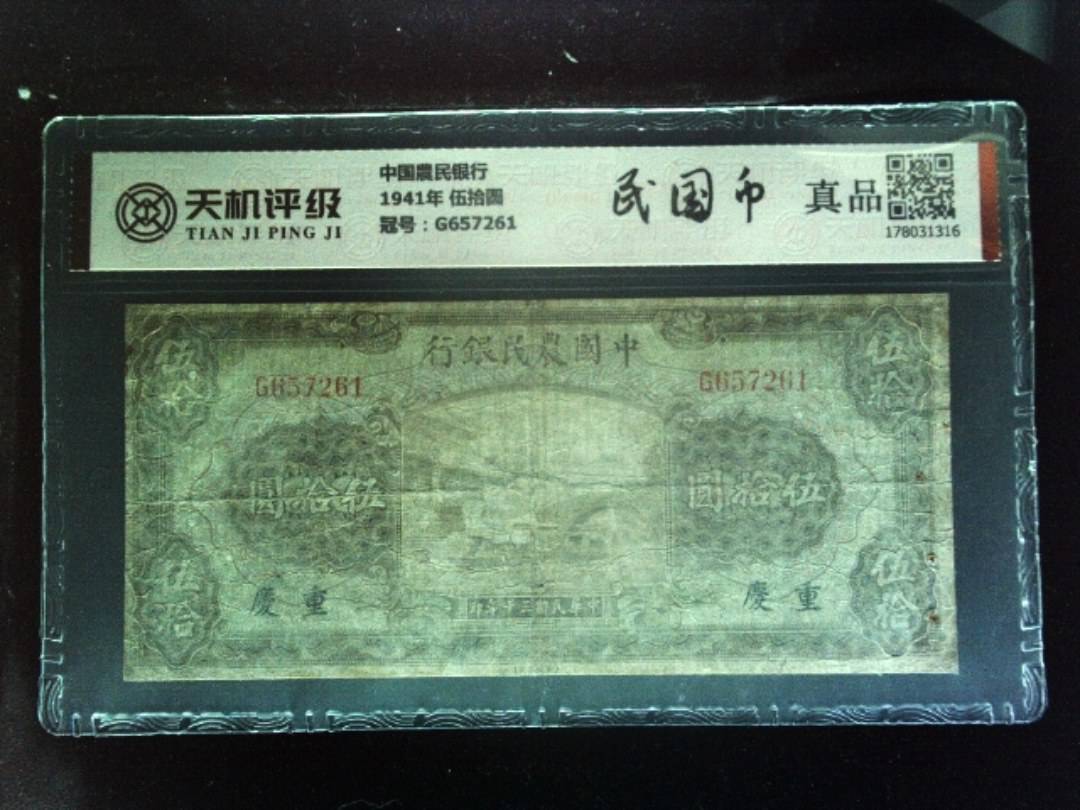 天机评级
TIAN JI PING JI
中国農民银行
1941年 伍拾圓
冠号：G657261
民国币
真品
178031316
行銀民農國中
伍拾
伍拾
G657261
G657261
圓拾伍
圓拾伍
慶重
慶重
伍拾
伍拾